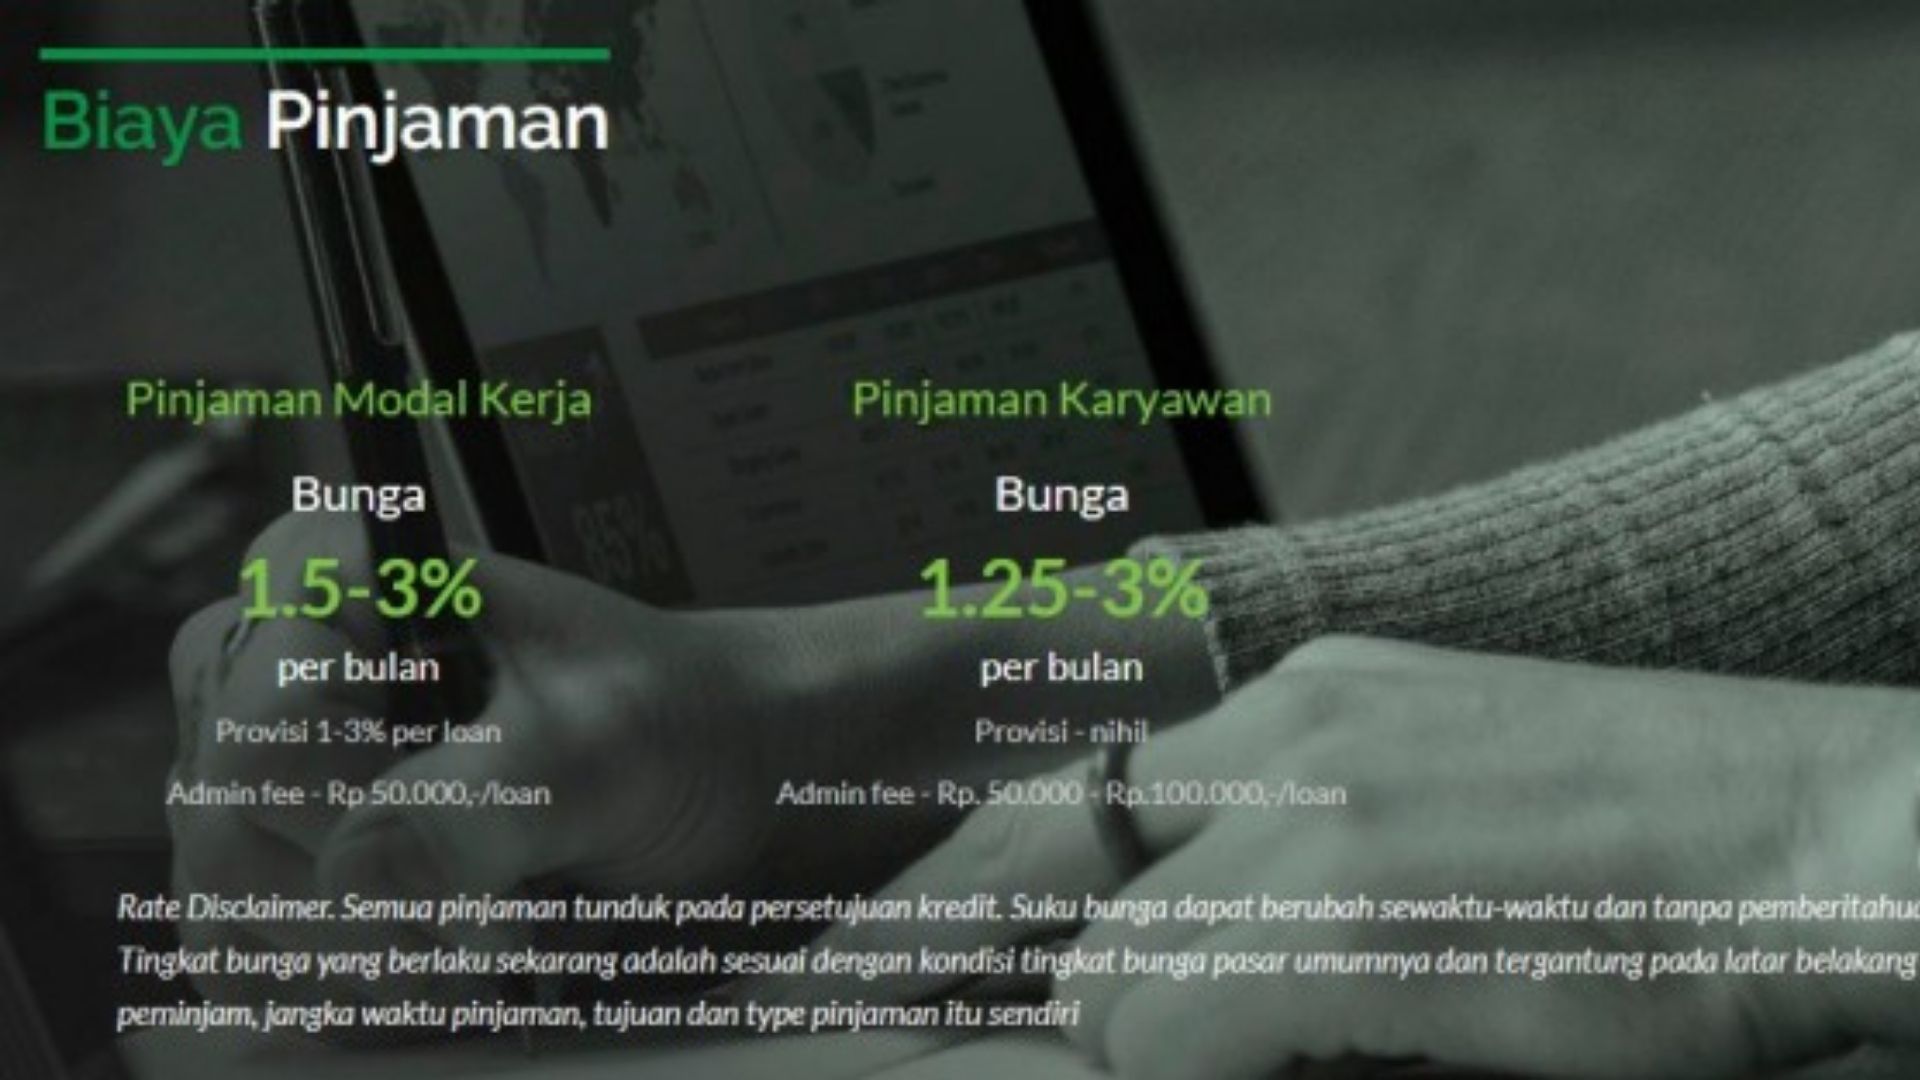 Biaya Pinjaman
Pinjaman Modal Kerja
Bunga
1.5-3%
per bulan
Provisi 1-3% per loan
Admin fee - Rp 50.000,-/loan
Pinjaman Karyawan
Bunga
1.25-3%
per bulan
Provisi - nihil
Admin fee - Rp. 50.000 - Rp.100.000,-/loan
Rate Disclaimer. Semua pinjaman tunduk pada persetujuan kredit. Suku bunga dapat berubah sewaktu-waktu dan tanpa
Tingkat bunga yang berlaku sekarang adalah sesuai dengan kondisi tingkat bunga pasar umumnya dan tergantung pada latar belakang
peminjam, jangka waktu pinjaman, tujuan dan type pinjaman itu sendiri
85%